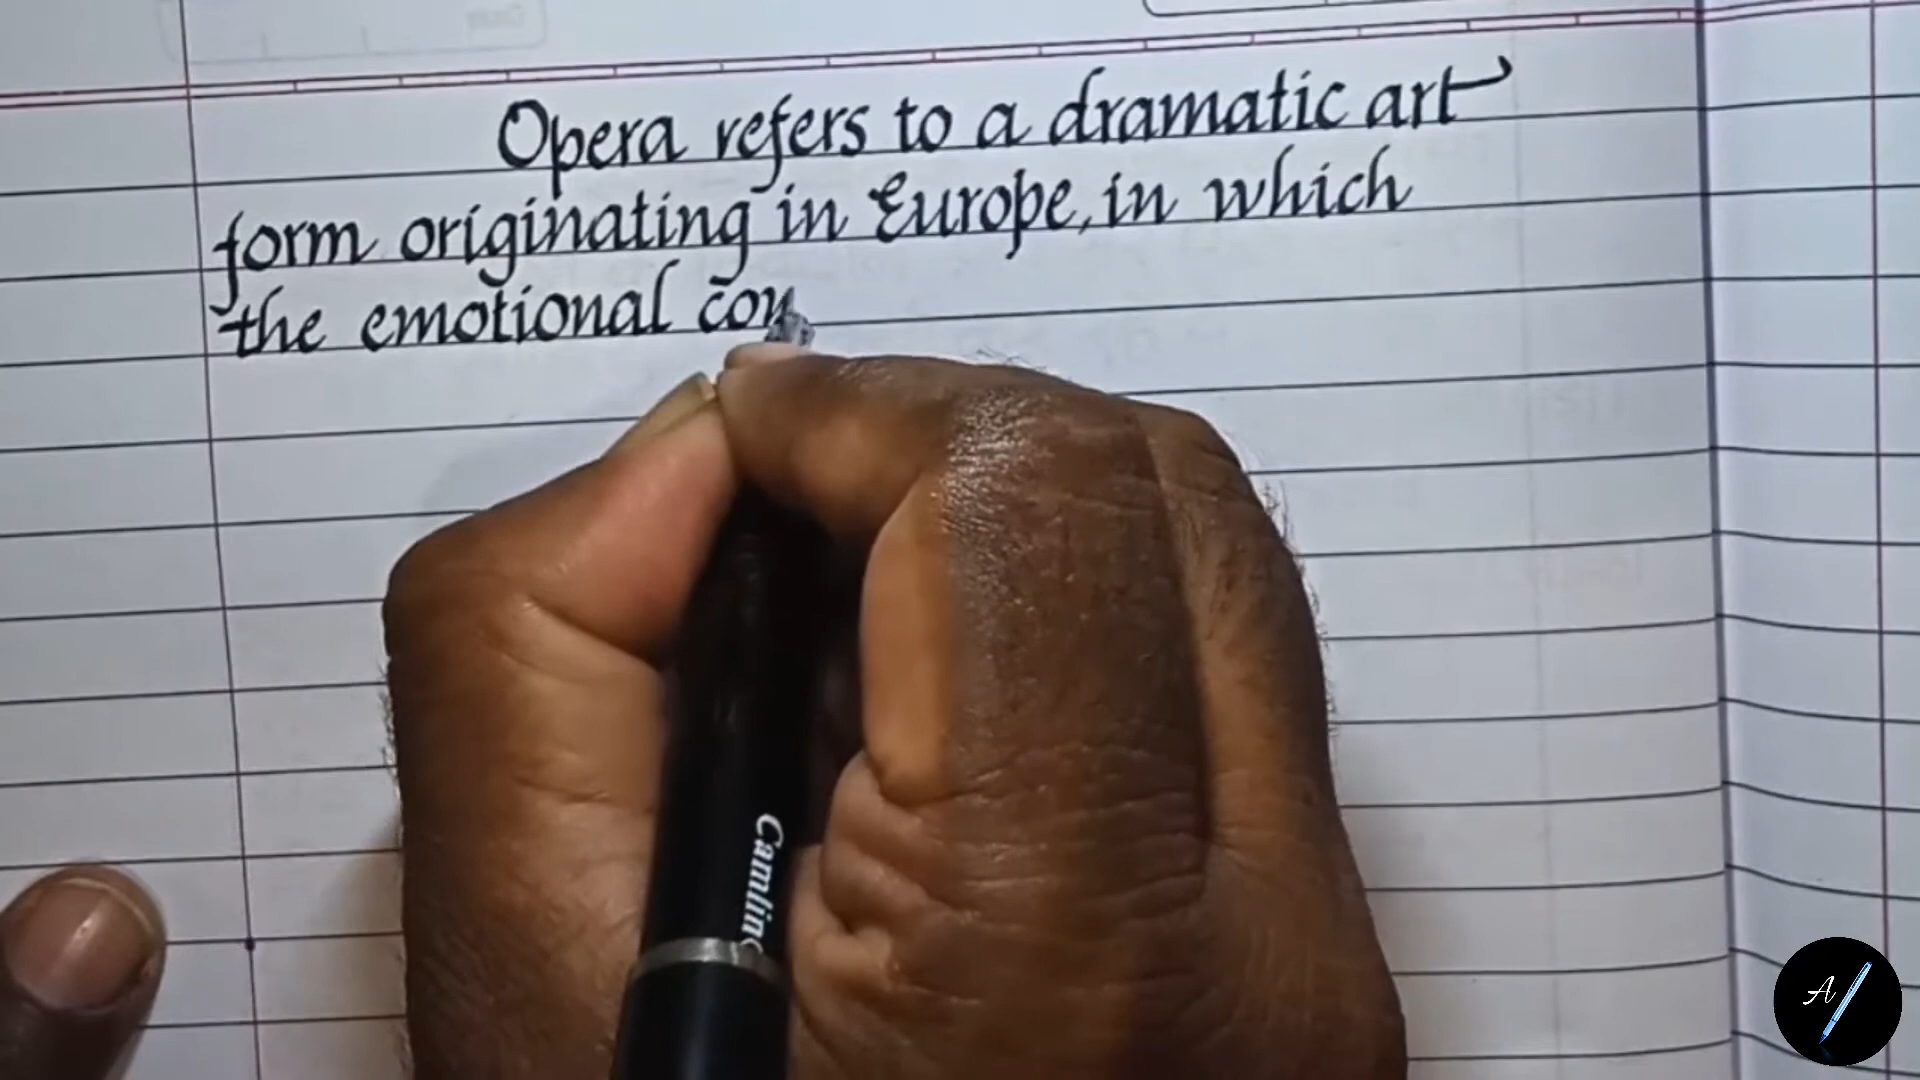 Opera refers to a dramatic art
form originating in Europe, in which
the emotional con
Camlin
A